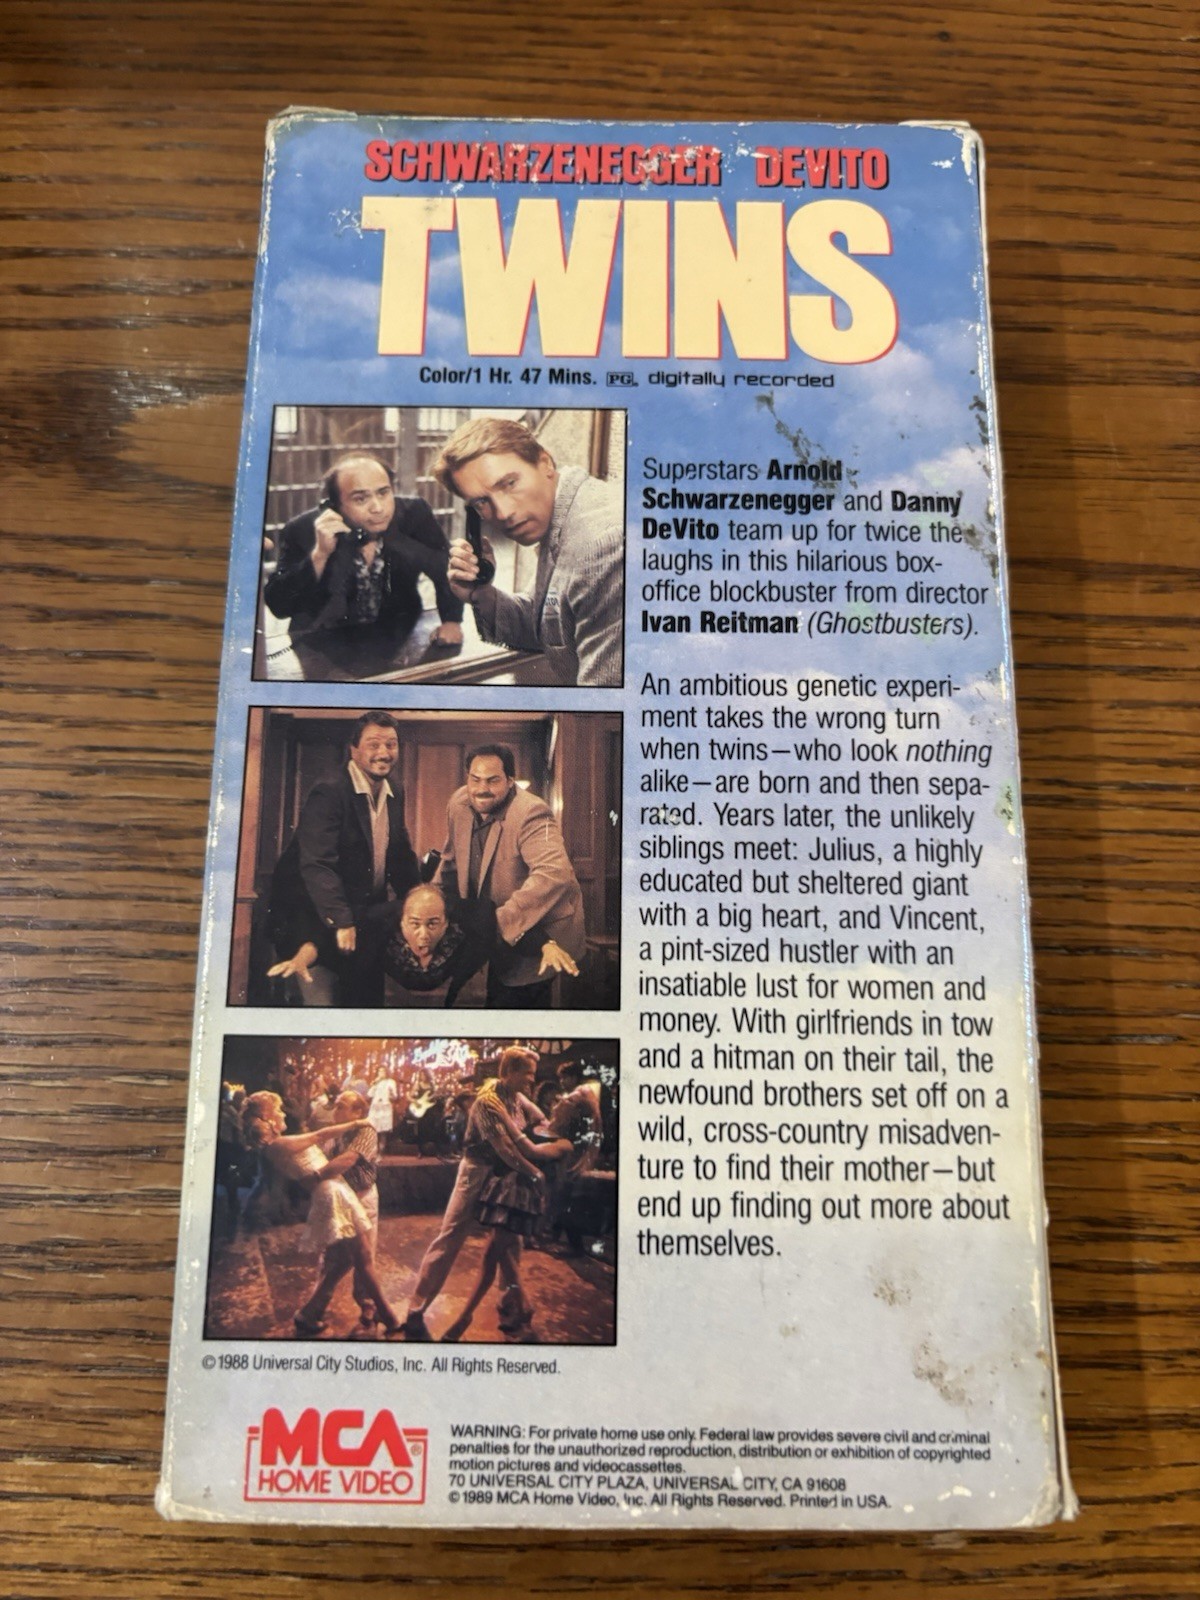 SCHWARZENEGGER DEVITO
TWINS
Color/1 Hr. 47 Mins. PG digitally recorded
Superstars Arnold
Schwarzenegger and Danny
DeVito team up for twice the
laughs in this hilarious box-
office blockbuster from director
Ivan Reitman (Ghostbusters).
An ambitious genetic experi-
ment takes the wrong turn
when twins—who look nothing
alike—are born and then sepa-
rated. Years later, the unlikely
siblings meet: Julius, a highly
educated but sheltered giant
with a big heart, and Vincent,
a pint-sized hustler with an
insatiable lust for women and
money. With girlfriends in tow
and a hitman on their tail, the
newfound brothers set off on a
wild, cross-country misadven-
ture to find their mother—but
end up finding out more about
themselves.
©1988 Universal City Studios, Inc. All Rights Reserved.
MCA®
HOME VIDEO
WARNING: For private home use only. Federal law provides severe civil and criminal
penalties for the unauthorized reproduction, distribution or exhibition of copyrighted
motion pictures and videocassettes.
70 UNIVERSAL CITY PLAZA, UNIVERSAL CITY, CA 91608
©1989 MCA Home Video, Inc. All Rights Reserved. Printed in USA.